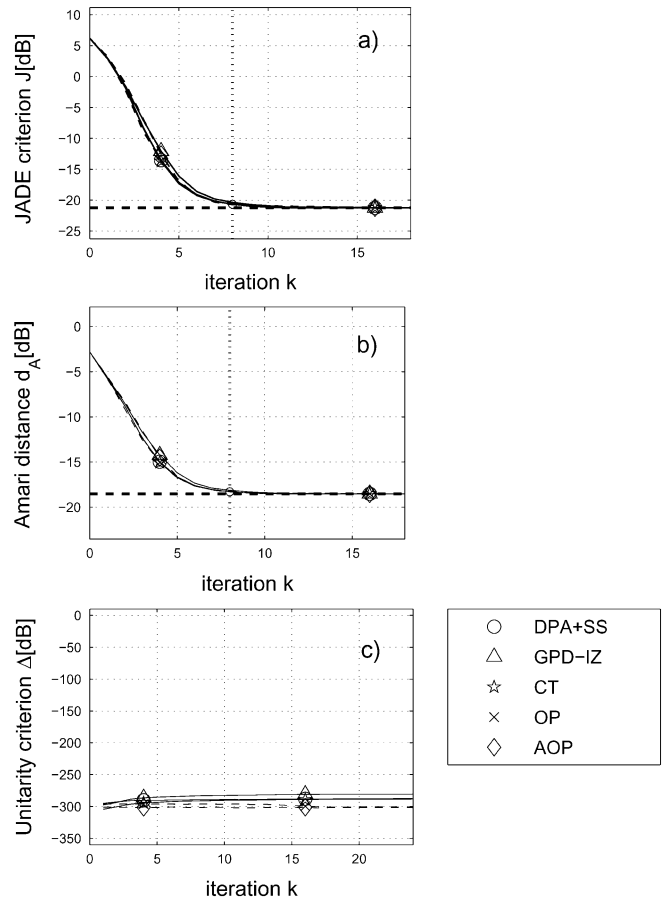 10
5
0
−5
−10
−15
−20
−25
JADE criterion J[dB]
a)
0 5 10 15
iteration k
0
−5
−10
−15
−20
Amari distance d_A[dB]
b)
0 5 10 15
iteration k
0
−50
−100
−150
−200
−250
−300
−350
Unitarity criterion Δ[dB]
c)
0 5 10 15 20
iteration k
DPA+SS
GPD−IZ
CT
OP
AOP